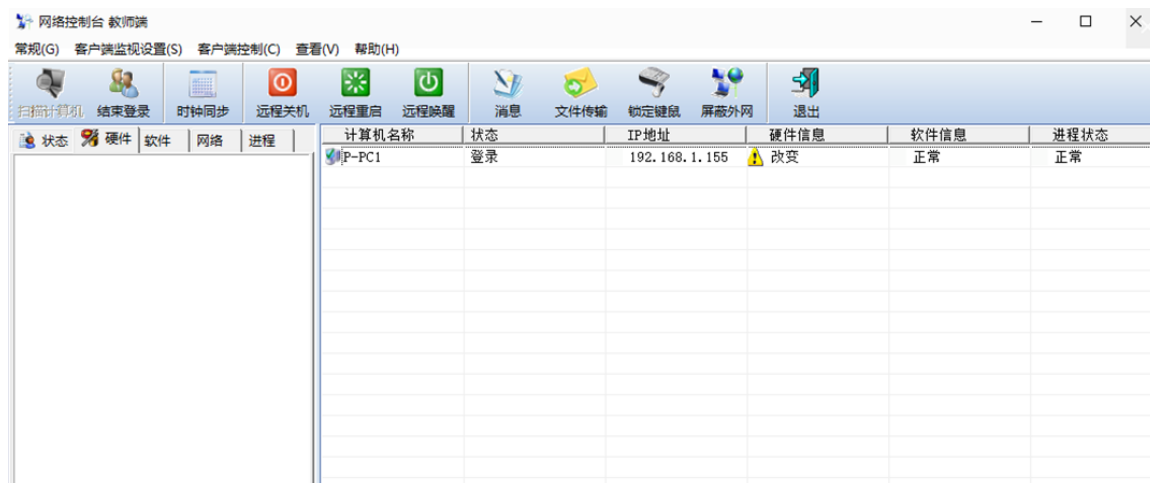 网络控制台 教师端
常规(G) 客户端监视设置(S) 客户端控制(C) 查看(V) 帮助(H)
扫描计算机 结束登录 时钟同步 远程关机 远程重启 远程唤醒 消息 文件传输 锁定键鼠 屏蔽外网 退出
状态 硬件 软件 网络 进程
计算机名称 状态 IP地址 硬件信息 软件信息 进程状态
P-PC1 登录 192.168.1.155 改变 正常 正常